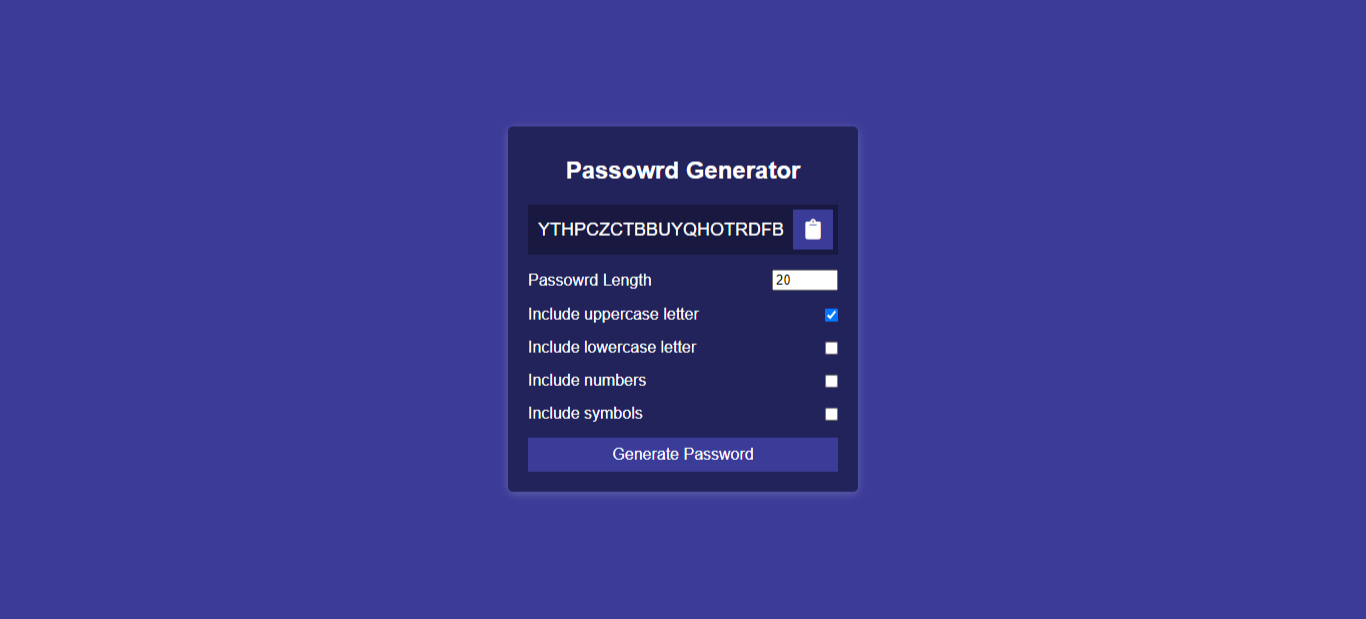 Passowrd Generator
YTHPCZCTBBUYQHOTRDFB
Passowrd Length 20
Include uppercase letter
Include lowercase letter
Include numbers
Include symbols
Generate Password